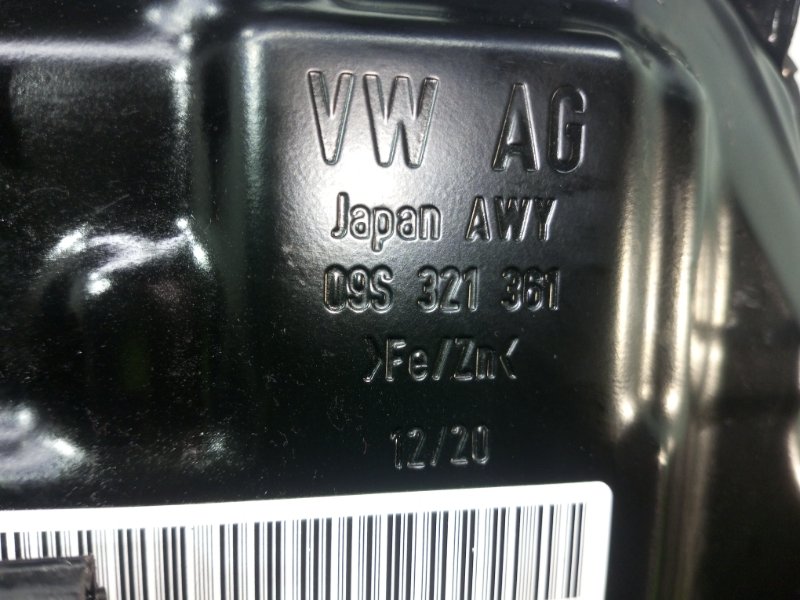 VW AG
Japan AWY
09S 321 361
>Fe/Zn<
12/20